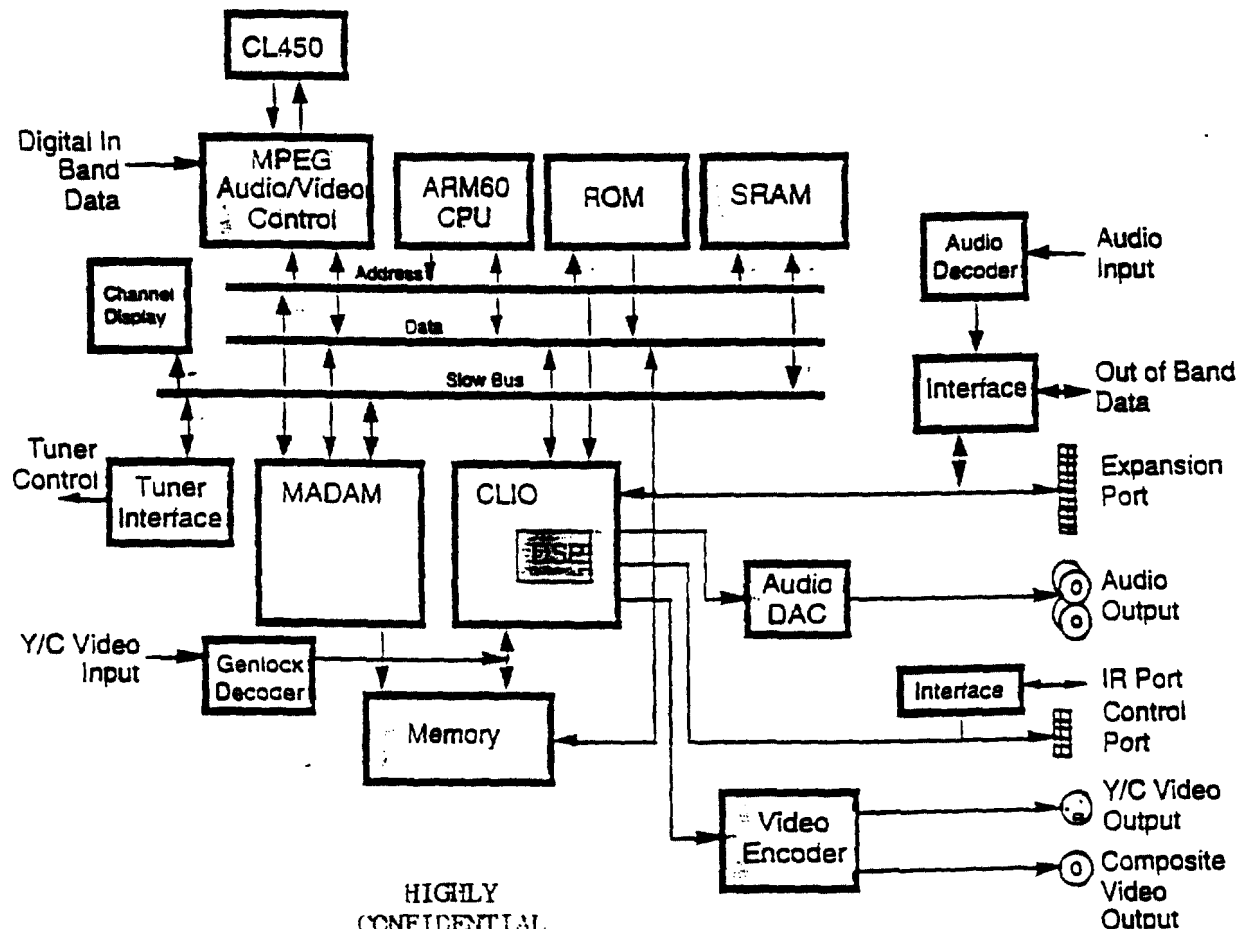 CL450
Digital In
Band
Data
MPEG
Audio/Video
Control
ARM60
CPU
ROM
SRAM
Audio
Decoder
Audio
Input
Channel
Display
Address
Data
Slow Bus
Interface
Out of Band
Data
Tuner
Control
Tuner
Interface
MADAM
CLIO
DSP
Expansion
Port
Audio
DAC
Audio
Output
Y/C Video
Input
Genlocx
Decoder
Memory
Interface
IR Port
Control
Port
Video
Encoder
Y/C Video
Output
Composite
Video
Output
HIGHLY
CONFIDENTIAL